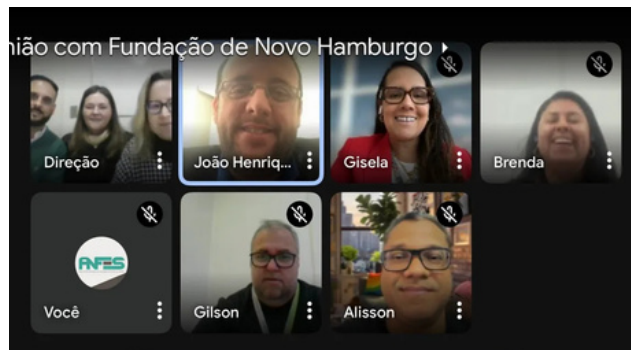 nião com Fundação de Novo Hamburgo
Direção
João Henriq...
Gisela
Brenda
ANFES
Você
Gilson
Alisson